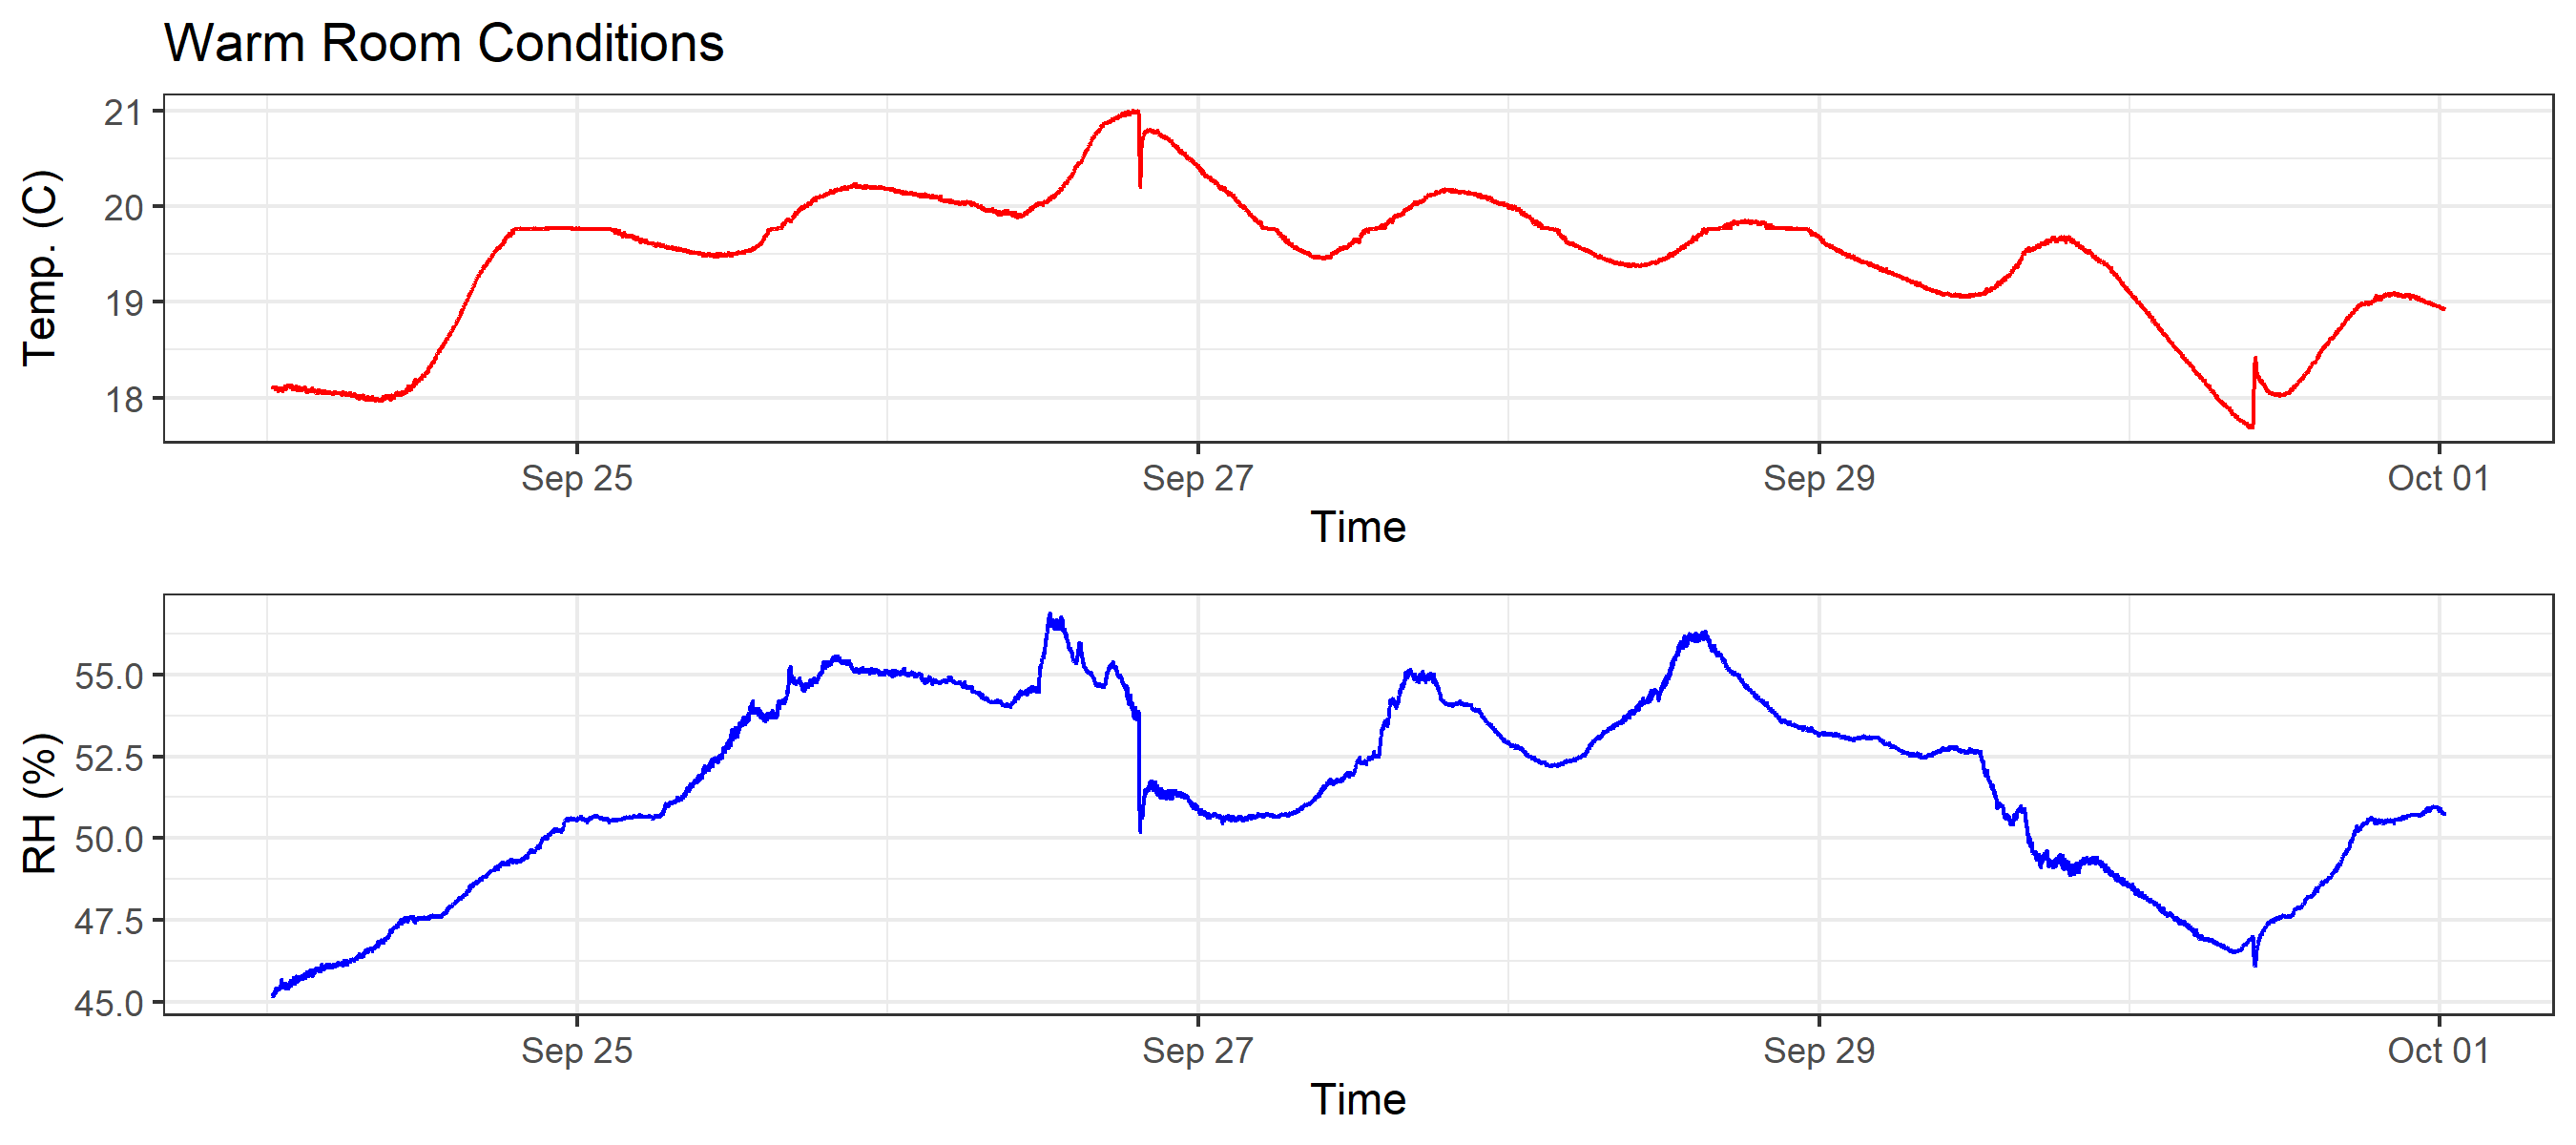 Warm Room Conditions
21
20
19
18
Temp. (C)
Sep 25 Sep 27 Sep 29 Oct 01
Time
55.0
52.5
50.0
47.5
45.0
RH (%)
Sep 25 Sep 27 Sep 29 Oct 01
Time